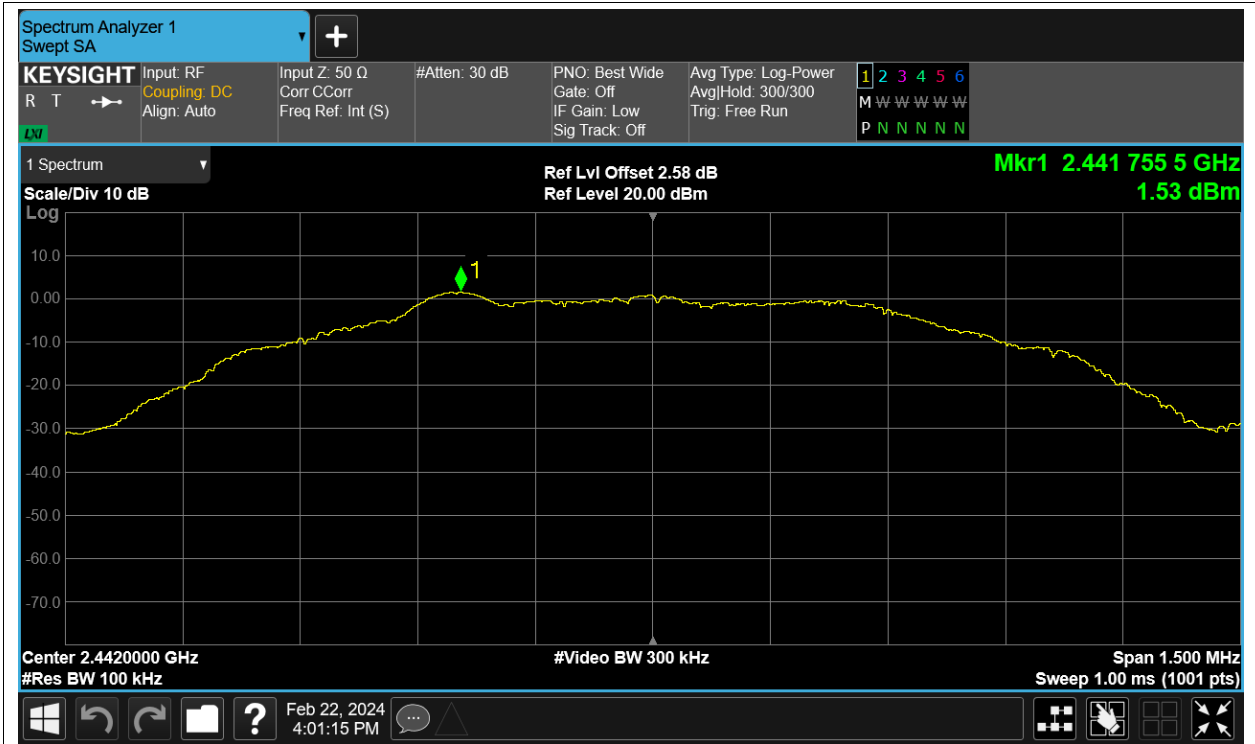 Spectrum Analyzer 1
Swept SA
KEYSIGHT
R T
LXI
Input: RF
Coupling: DC
Align: Auto
Input Z: 50 Ω
Corr CCorr
Freq Ref: Int (S)
#Atten: 30 dB
PNO: Best Wide
Gate: Off
IF Gain: Low
Sig Track: Off
Avg Type: Log-Power
Avg|Hold: 300/300
Trig: Free Run
1 2 3 4 5 6
M W W W W W
P N N N N N
1 Spectrum
Scale/Div 10 dB
Log
Ref Lvl Offset 2.58 dB
Ref Level 20.00 dBm
Mkr1 2.441 755 5 GHz
1.53 dBm
1
10.0
0.00
-10.0
-20.0
-30.0
-40.0
-50.0
-60.0
-70.0
Center 2.4420000 GHz
#Res BW 100 kHz
#Video BW 300 kHz
Span 1.500 MHz
Sweep 1.00 ms (1001 pts)
?
Feb 22, 2024
4:01:15 PM